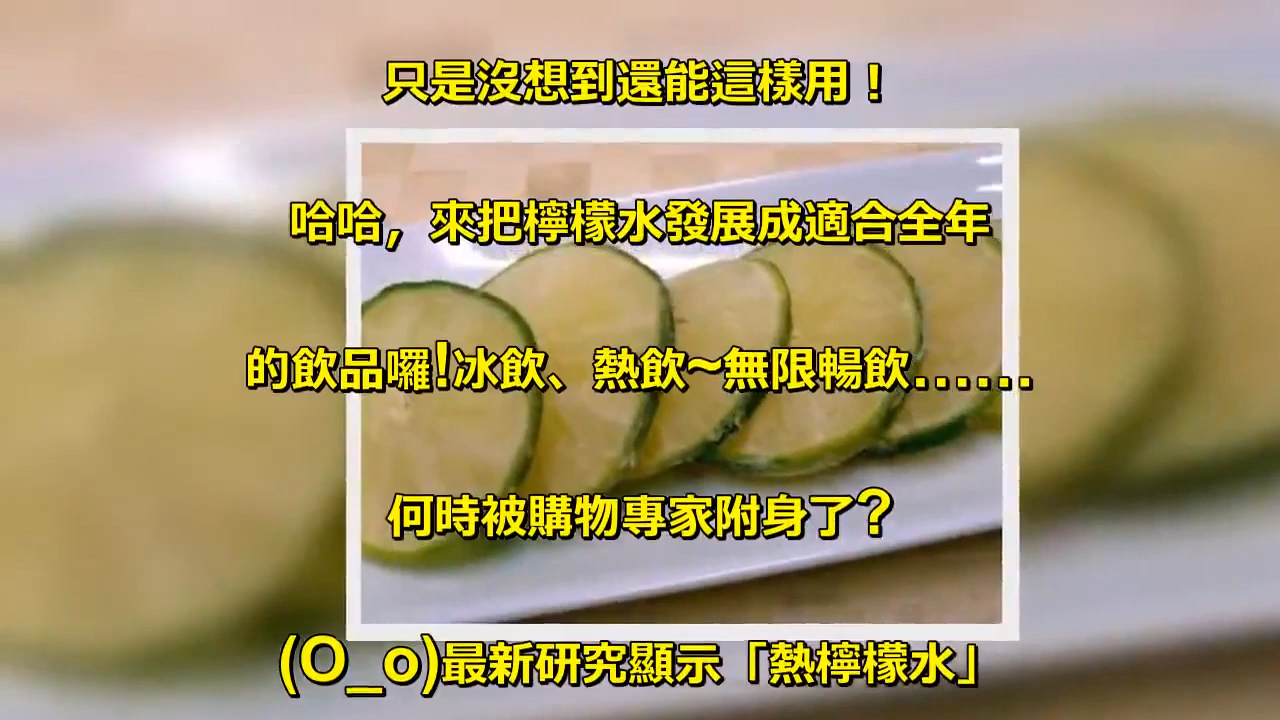 只是沒想到還能這樣用！
哈哈，來把檸檬水發展成適合全年
的飲品囉!冰飲、熱飲~無限暢飲……
何時被購物專家附身了?
(O_o)最新研究顯示「熱檸檬水」